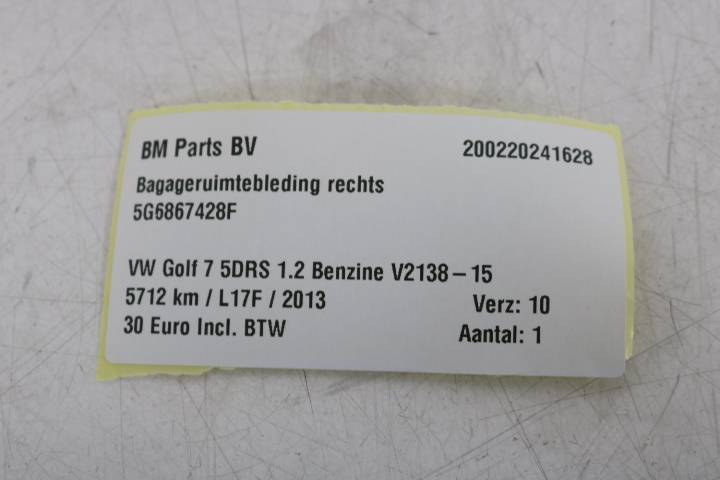 BM Parts BV 200220241628
Bagageruimtebleding rechts
5G6867428F
VW Golf 7 5DRS 1.2 Benzine V2138-15
5712 km / L17F / 2013 Verz: 10
30 Euro Incl. BTW Aantal: 1